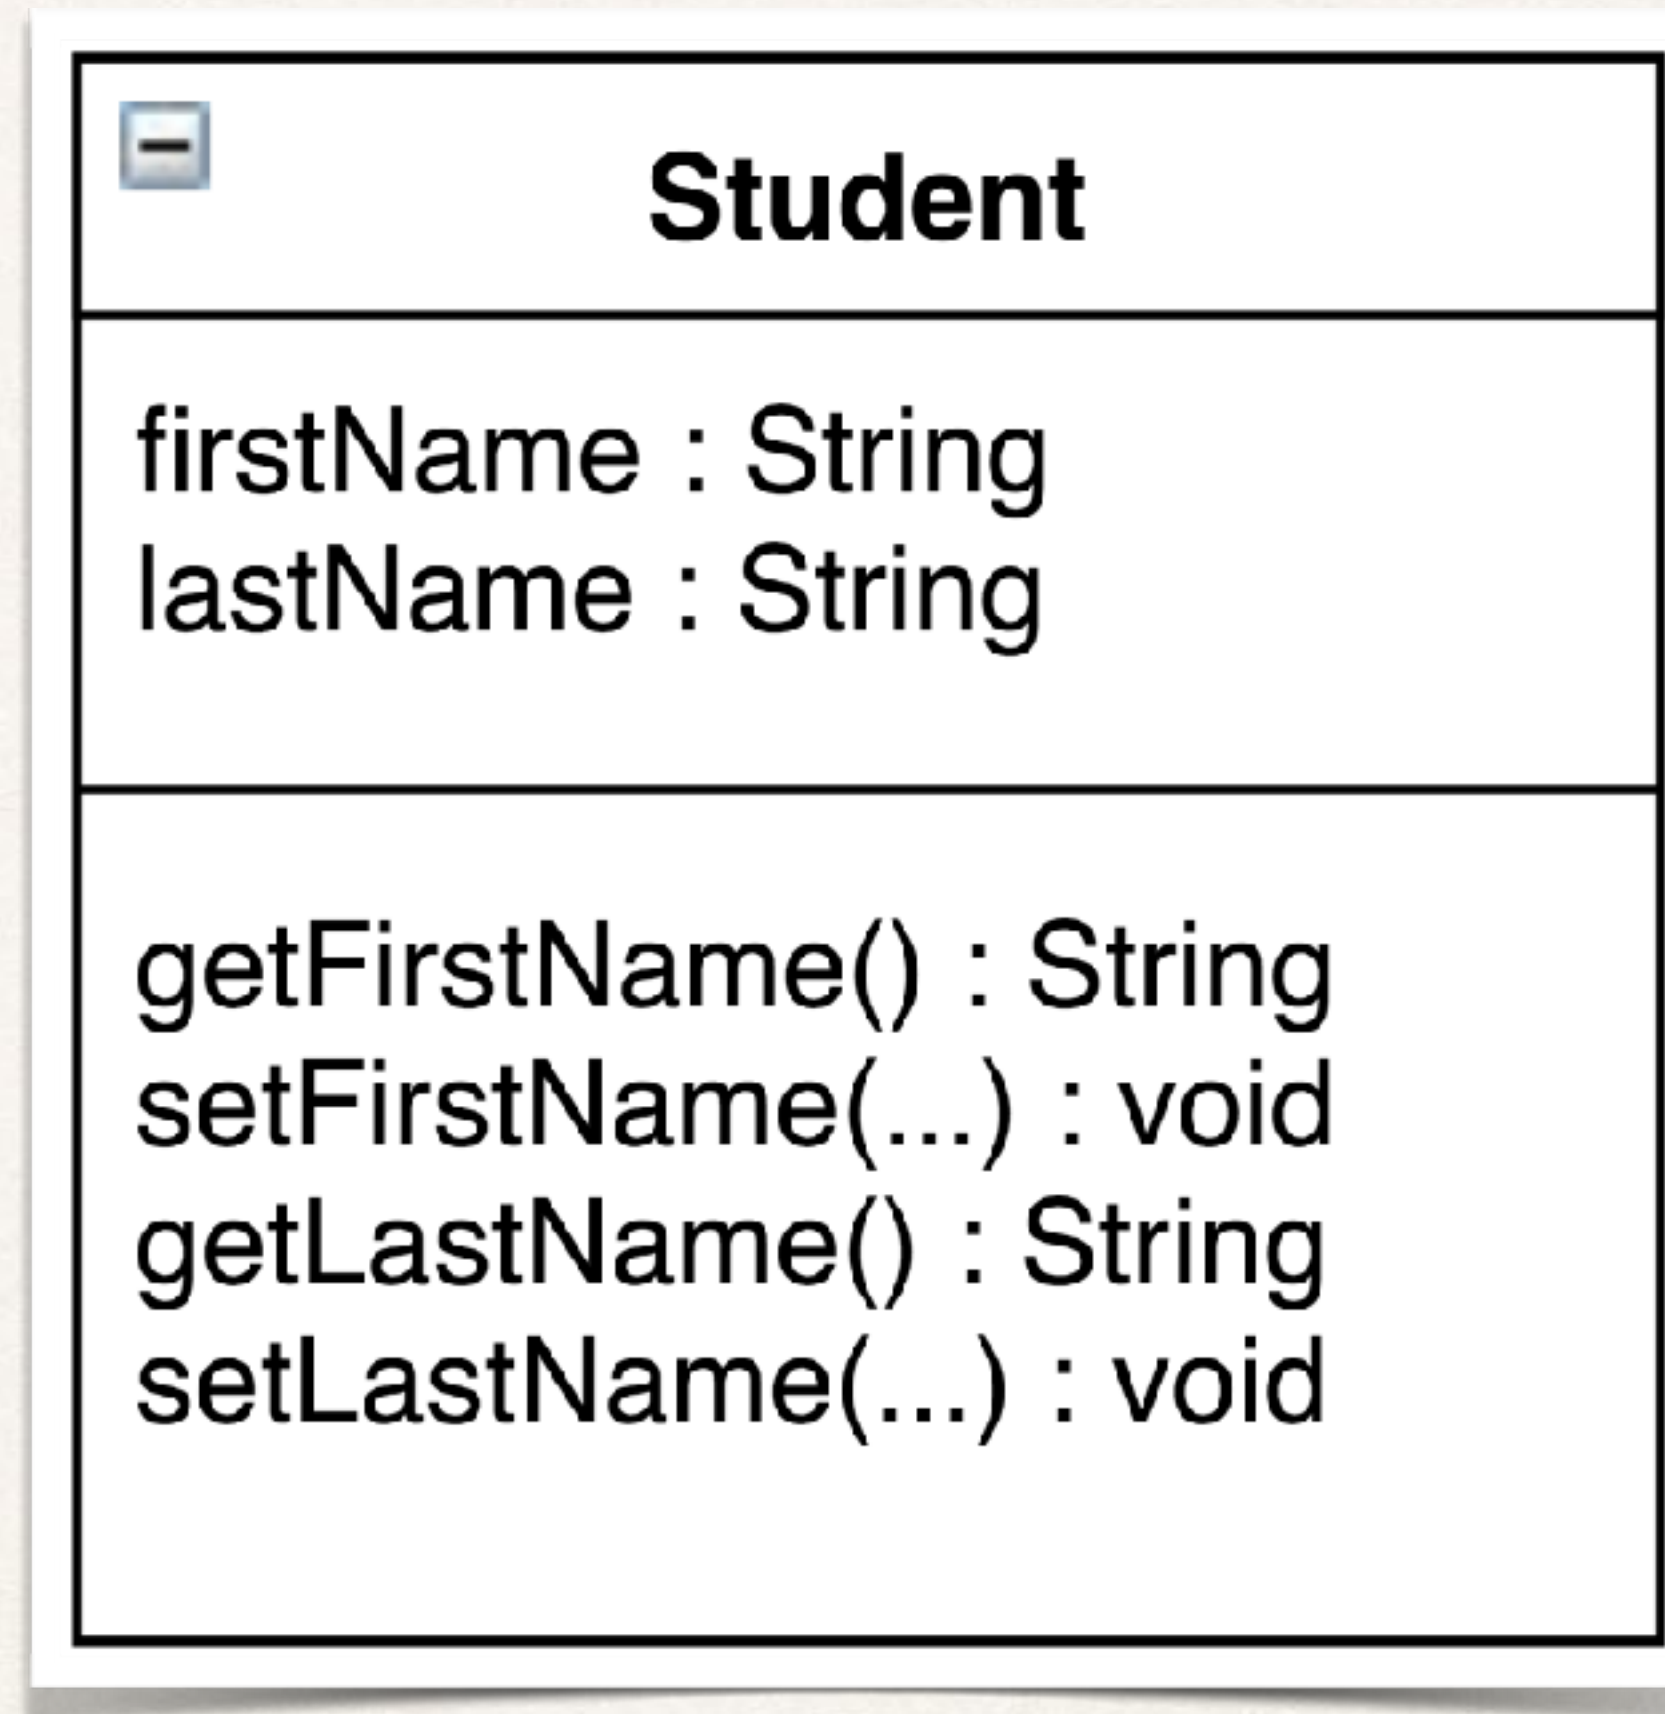 Student
firstName : String
lastName : String
getFirstName() : String
setFirstName(...) : void
getLastName() : String
setLastName(...) : void